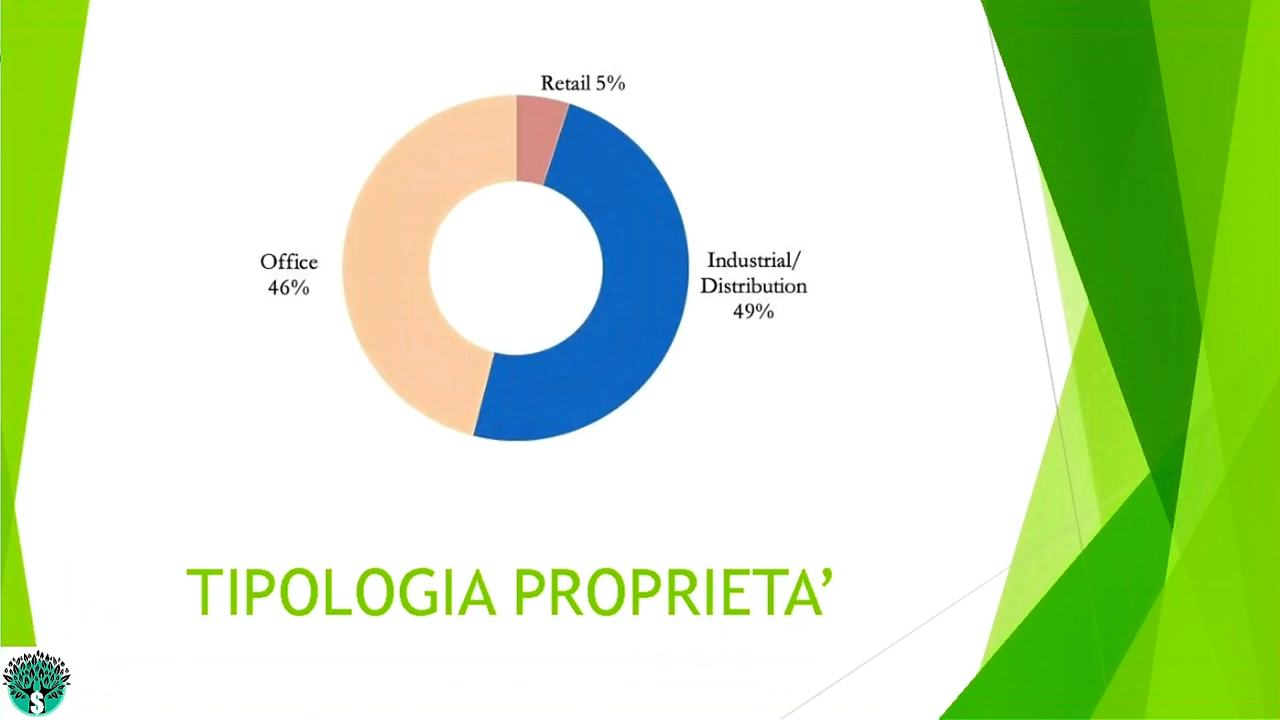 Retail 5%
Office
46%
Industrial/
Distribution
49%
TIPOLOGIA PROPRIETA’
$